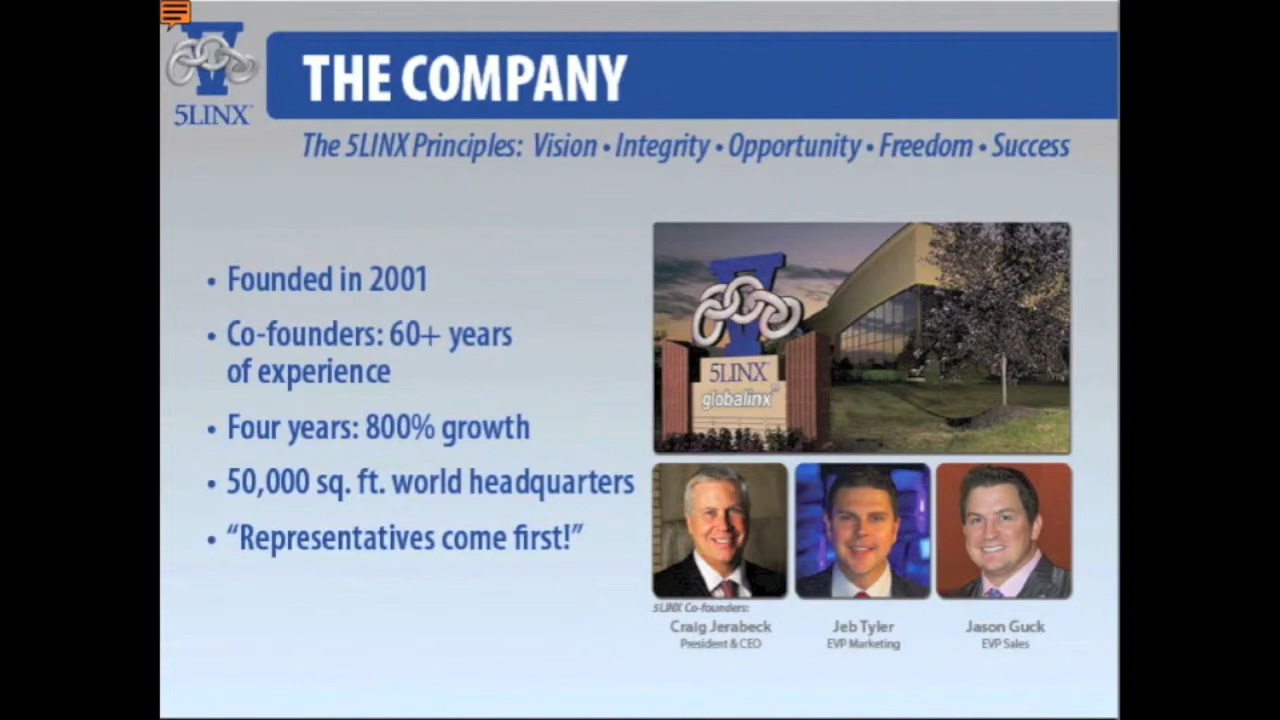 5LINX
THE COMPANY
The 5LINX Principles: Vision • Integrity • Opportunity • Freedom • Success
• Founded in 2001
• Co-founders: 60+ years
of experience
• Four years: 800% growth
• 50,000 sq. ft. world headquarters
• “Representatives come first!”
5LINX
globalinx
5LINX Co-founders:
Craig Jerabeck
President & CEO
Jeb Tyler
EVP Marketing
Jason Guck
EVP Sales